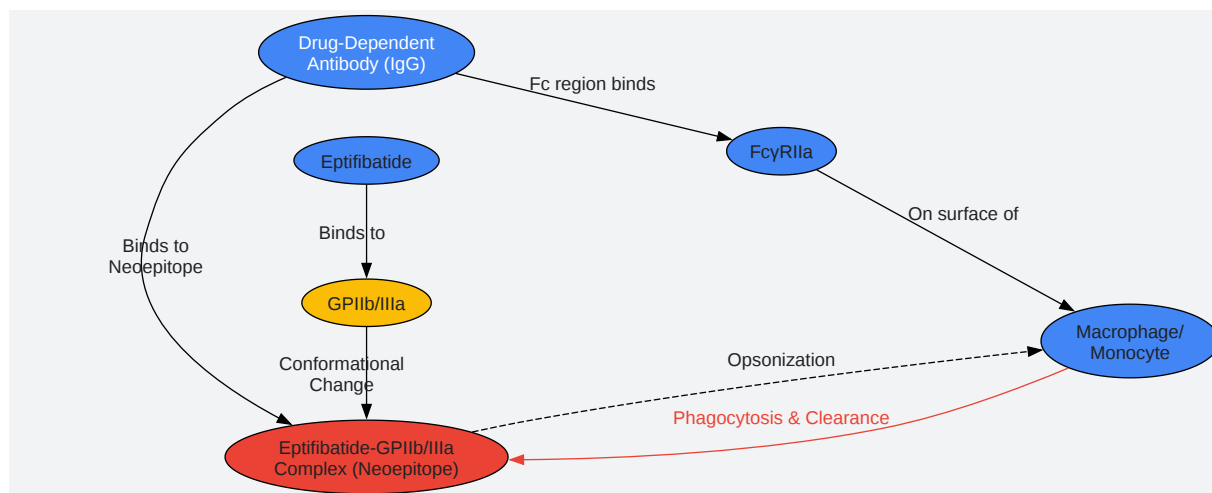 Drug-Dependent
Antibody (IgG)
Fc region binds
Eptifibatide
FcγRIIa
On surface of
Binds to
Binds to
Neoepitope
GPIIb/IIIa
Macrophage/
Monocyte
Conformational
Change
Opsonization
Phagocytosis & Clearance
Eptifibatide-GPIIb/IIIa
Complex (Neoepitope)